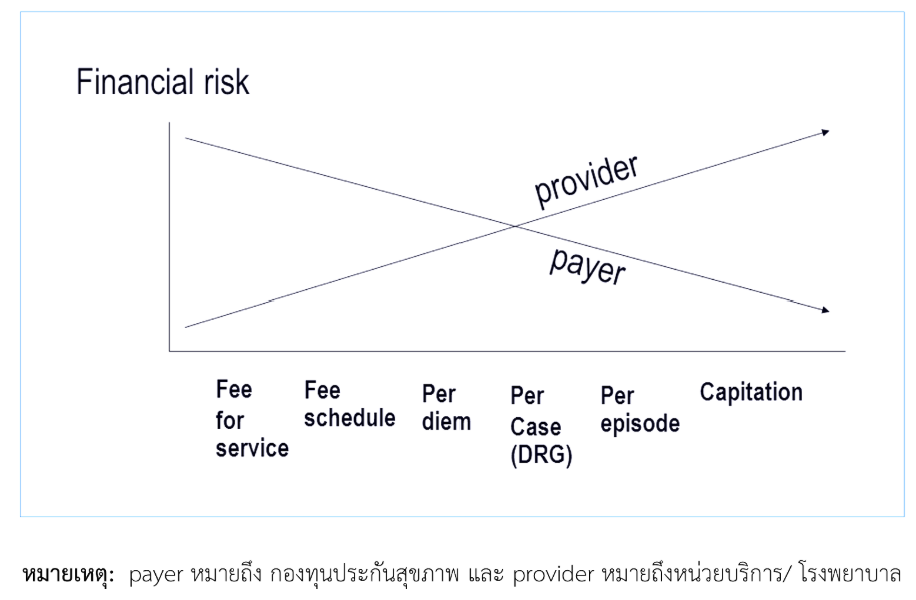 Financial risk
provider
payer
Fee for service
Fee schedule
Per diem
Per Case (DRG)
Per episode
Capitation
หมายเหตุ: payer หมายถึง กองทุนประกันสุขภาพ และ provider หมายถึงหน่วยบริการ/ โรงพยาบาล